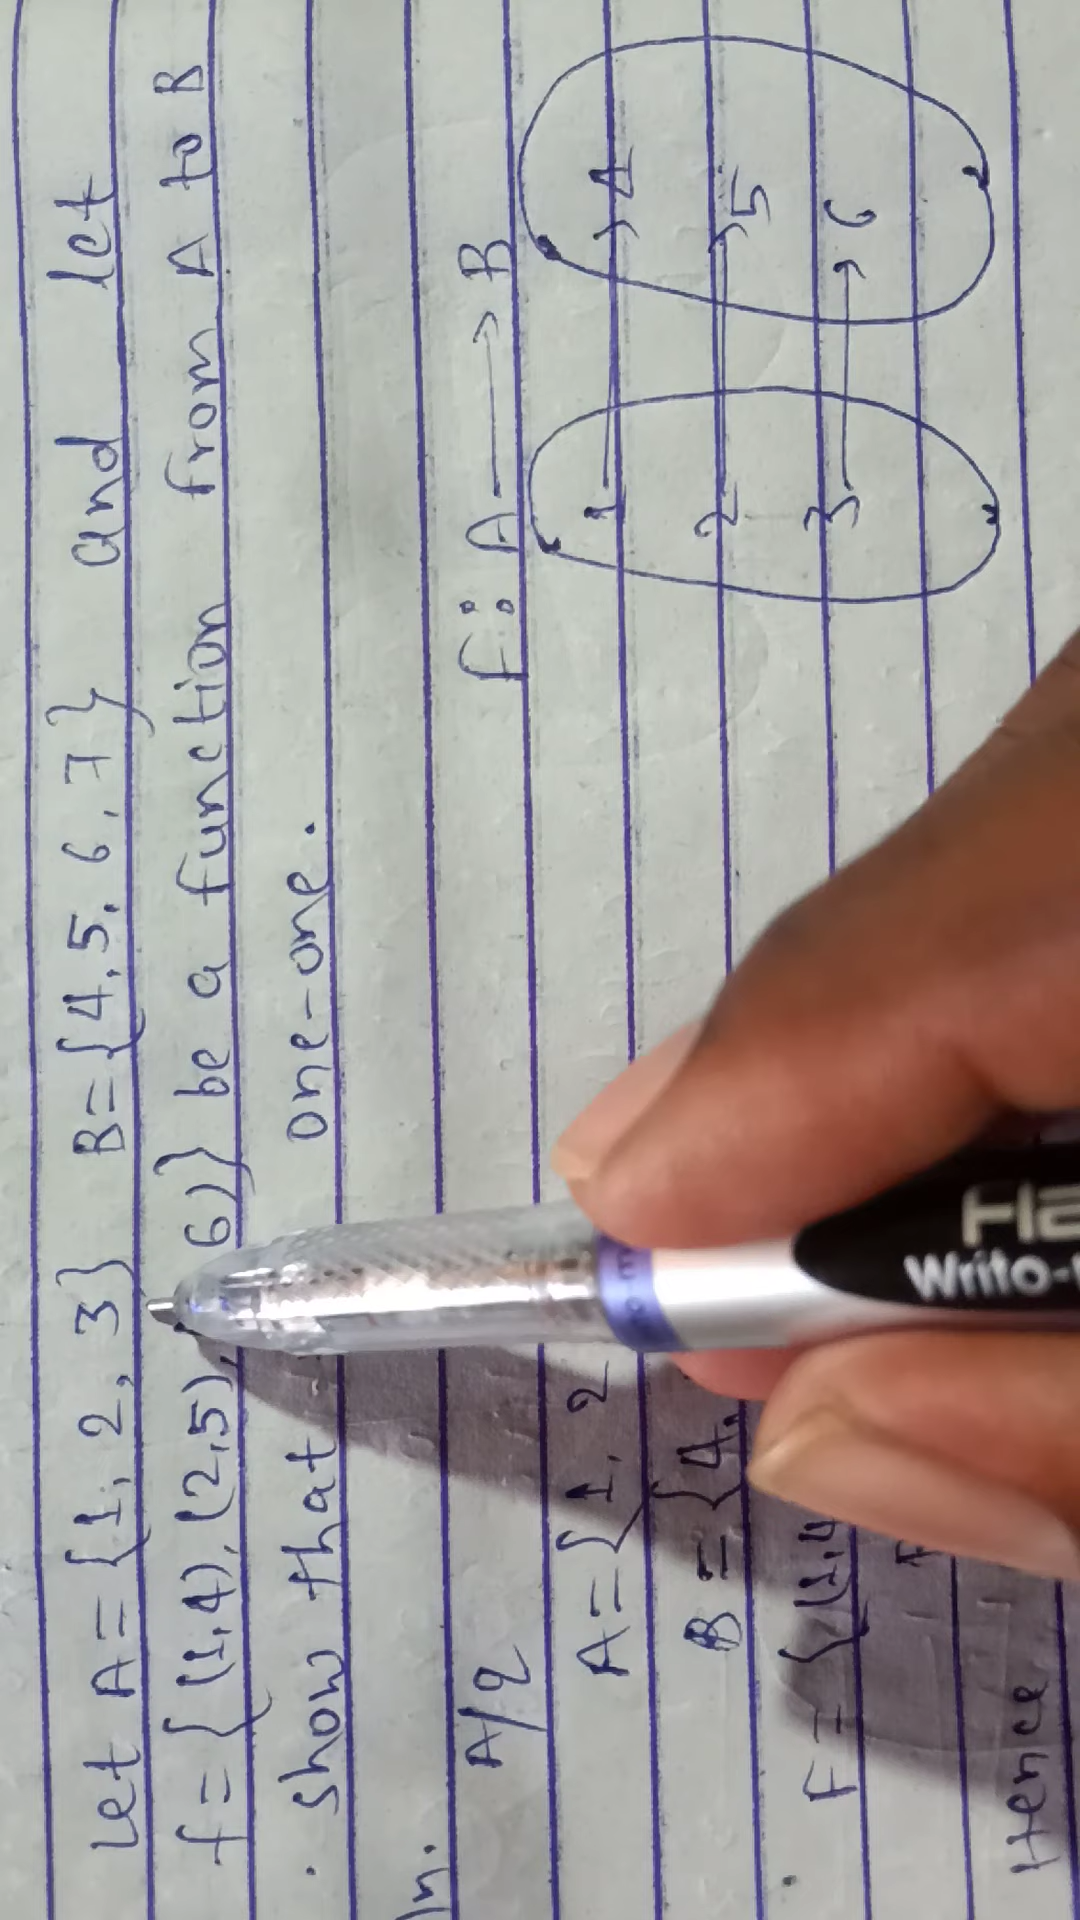 Let A = {1, 2, 3} B = {4, 5, 6, 7} and let
f = {(1,4), (2,5), 6)} be a function from A to B
. show that one-one.
A/q
f : A → B
A = {1, 2
B = {4,
F = {(1,4
Hence
1 → 4
2 → 5
3 → 6
Writo-